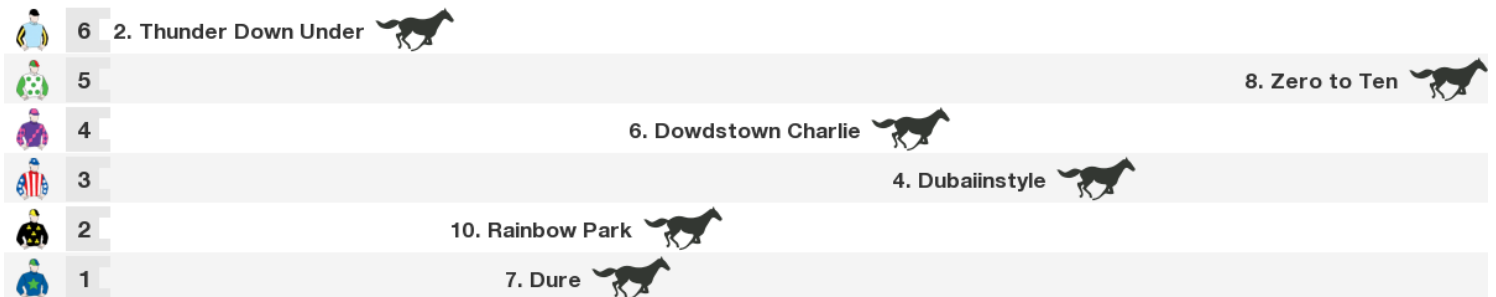 6 2. Thunder Down Under
5 8. Zero to Ten
4 6. Dowdstown Charlie
3 4. Dubaiinstyle
2 10. Rainbow Park
1 7. Dure